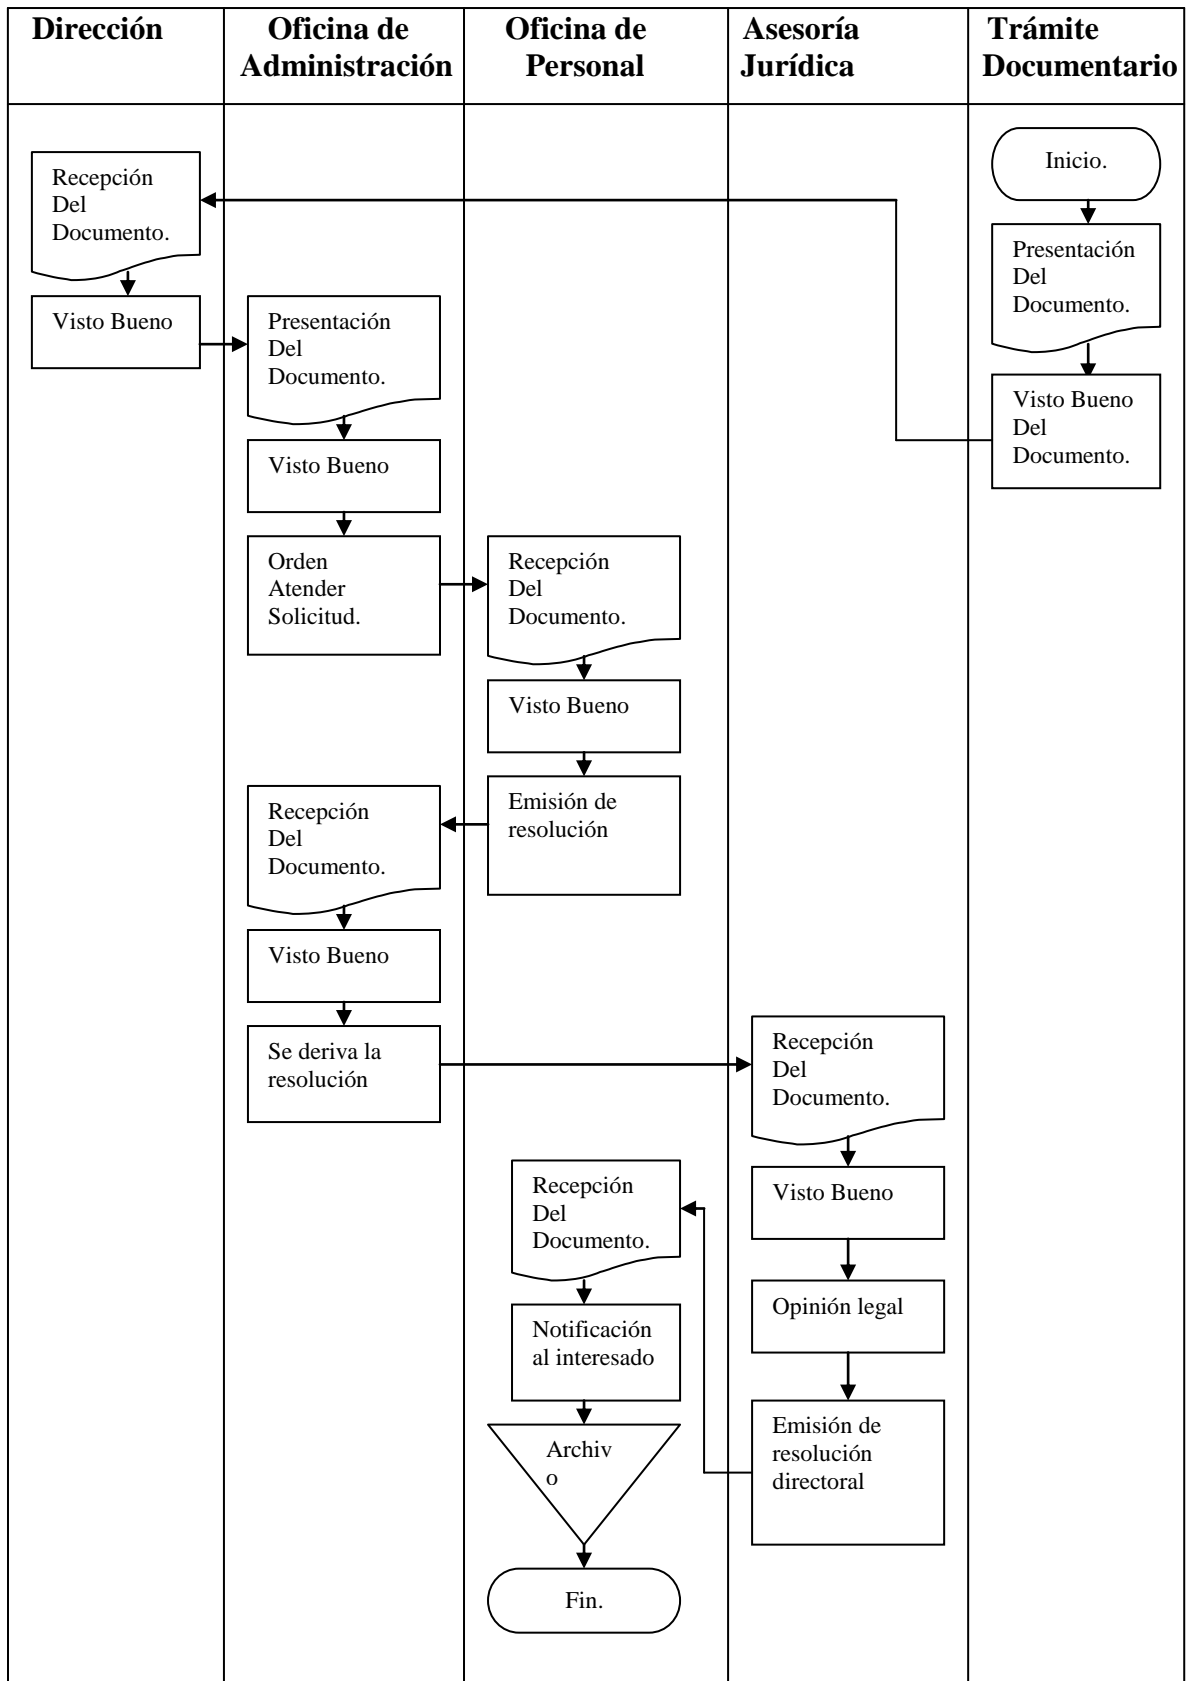 Dirección
Oficina de
Administración
Oficina de
Personal
Asesoría
Jurídica
Trámite
Documentario
Inicio.
Presentación
Del
Documento.
Visto Bueno
Del
Documento.
Recepción
Del
Documento.
Visto Bueno
Presentación
Del
Documento.
Visto Bueno
Orden
Atender
Solicitud.
Recepción
Del
Documento.
Visto Bueno
Emisión de
resolución
Recepción
Del
Documento.
Visto Bueno
Se deriva la
resolución
Recepción
Del
Documento.
Visto Bueno
Opinión legal
Emisión de
resolución
directoral
Recepción
Del
Documento.
Notificación
al interesado
Archiv
o
Fin.